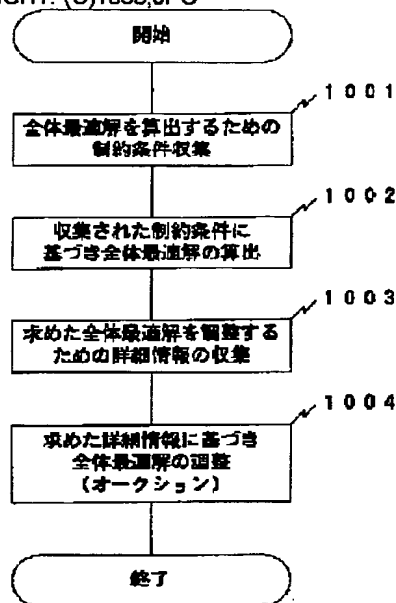 開始
1001
全体最適解を算出するための
制約条件収集
1002
収集された制約条件に
基づき全体最適解の算出
1003
求めた全体最適解を調整する
ための詳細情報の収集
1004
求めた詳細情報に基づき
全体最適解の調整
(オークション)
終了